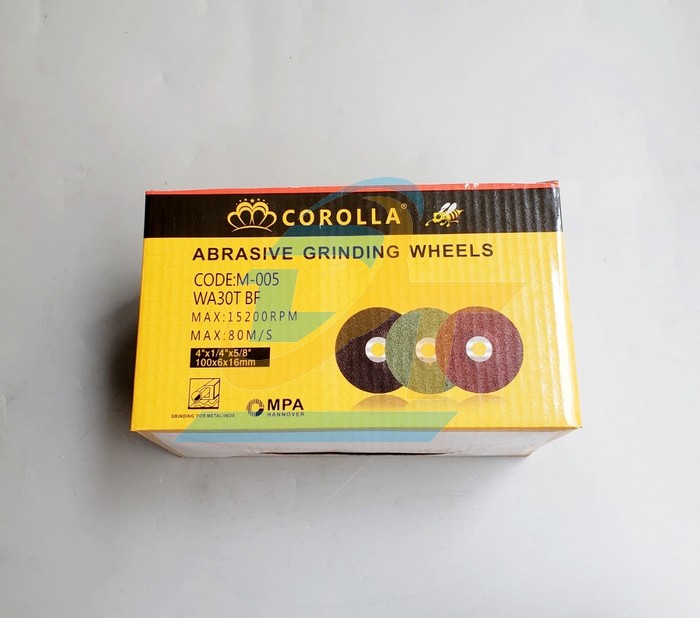 COROLLA®
ABRASIVE GRINDING WHEELS
CODE:M-005
WA30T BF
MAX:15200RPM
MAX:80M/S
4"x1/4"x5/8"
100x6x16mm
GRINDING FOR METAL/INOX
MPA
HANNOVER